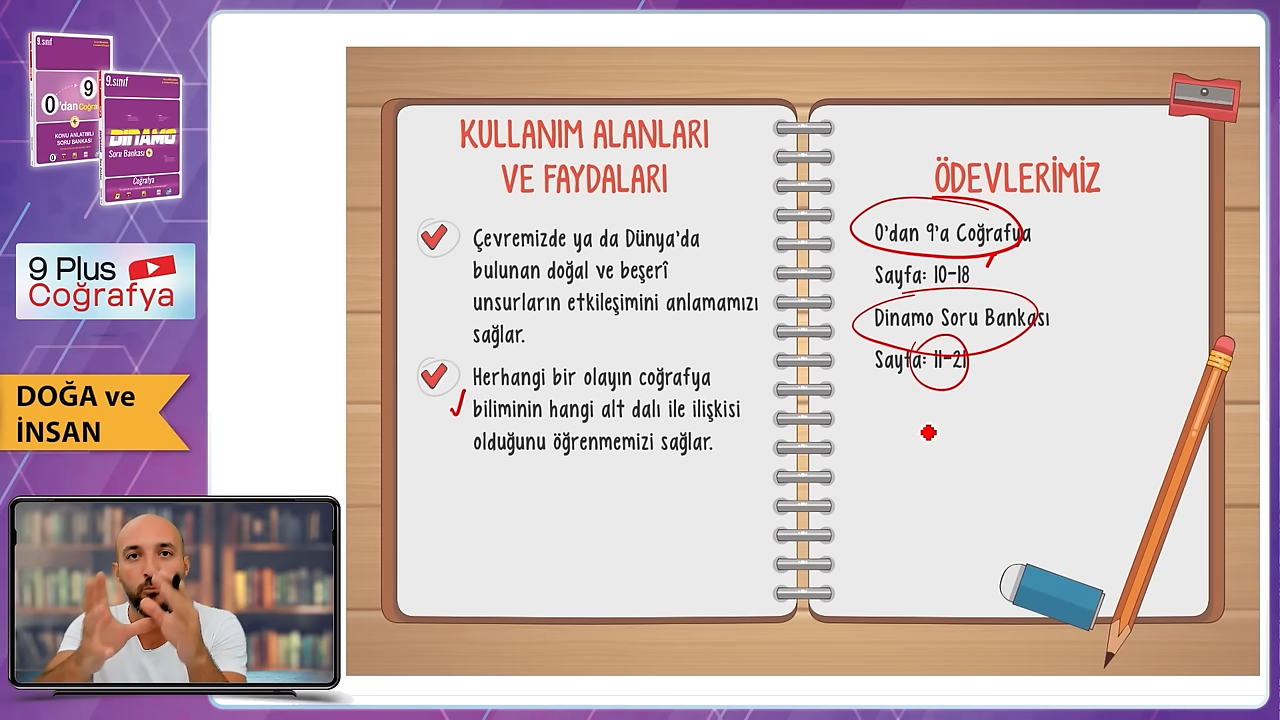 9.sınıf
0'dan
9
KONU ANLATIMLI
SORU BANKASI
9.sınıf
DINAMO
Soru Bankası
Coğrafya
9 Plus
Coğrafya
DOĞA ve
İNSAN
KULLANIM ALANLARI
VE FAYDALARI
Çevremizde ya da Dünya'da
bulunan doğal ve beşerî
unsurların etkileşimini anlamamızı
sağlar.
Herhangi bir olayın coğrafya
biliminin hangi alt dalı ile ilişkisi
olduğunu öğrenmemizi sağlar.
ÖDEVLERİMİZ
0'dan 9'a Coğrafya
Sayfa: 10-18
Dinamo Soru Bankası
Sayfa: 11-21